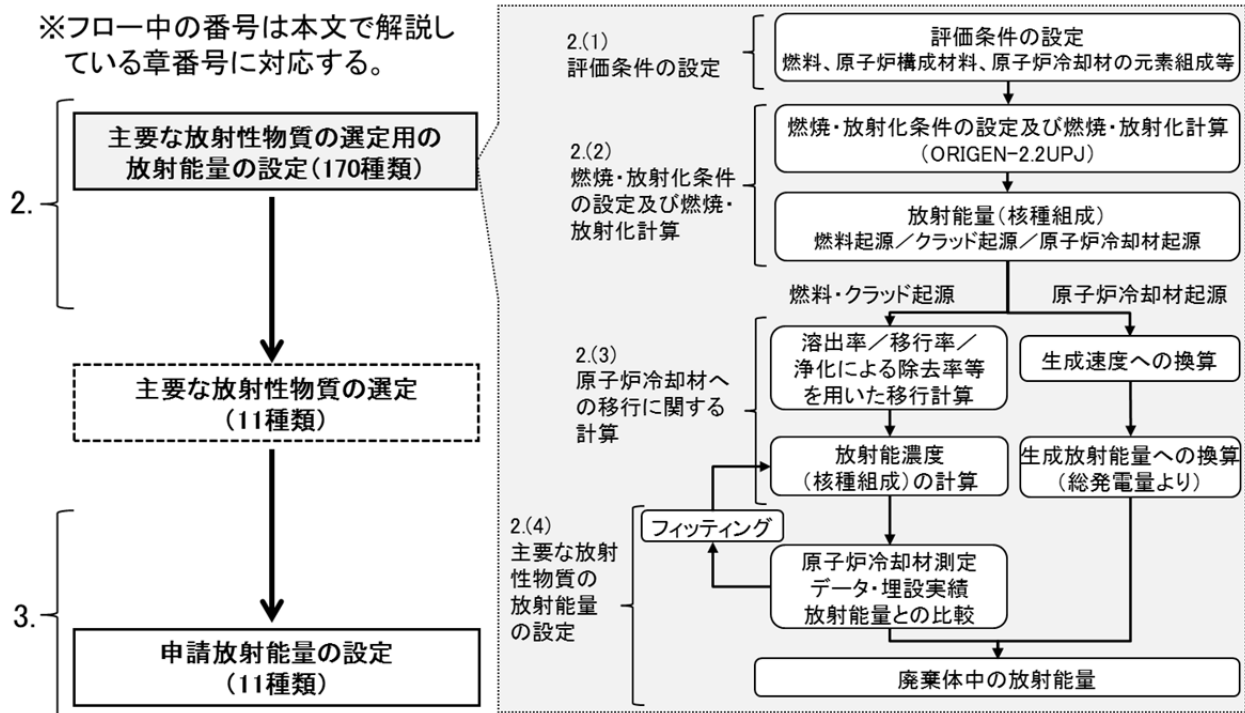 ※フロー中の番号は本文で解説し
ている章番号に対応する。
2.
主要な放射性物質の選定用の
放射能量の設定(170種類)
主要な放射性物質の選定
(11種類)
3.
申請放射能量の設定
(11種類)
2.(1)
評価条件の設定
評価条件の設定
燃料、原子炉構成材料、原子炉冷却材の元素組成等
2.(2)
燃焼・放射化条件
の設定及び燃焼・
放射化計算
燃焼・放射化条件の設定及び燃焼・放射化計算
(ORIGEN-2.2UPJ)
放射能量(核種組成)
燃料起源/クラッド起源/原子炉冷却材起源
燃料・クラッド起源
原子炉冷却材起源
2.(3)
原子炉冷却材へ
の移行に関する
計算
溶出率/移行率/
浄化による除去率等
を用いた移行計算
生成速度への換算
放射能濃度
(核種組成)の計算
生成放射能量への換算
(総発電量より)
2.(4)
主要な放射
性物質の
放射能量
の設定
フィッティング
原子炉冷却材測定
データ・埋設実績
放射能量との比較
廃棄体中の放射能量